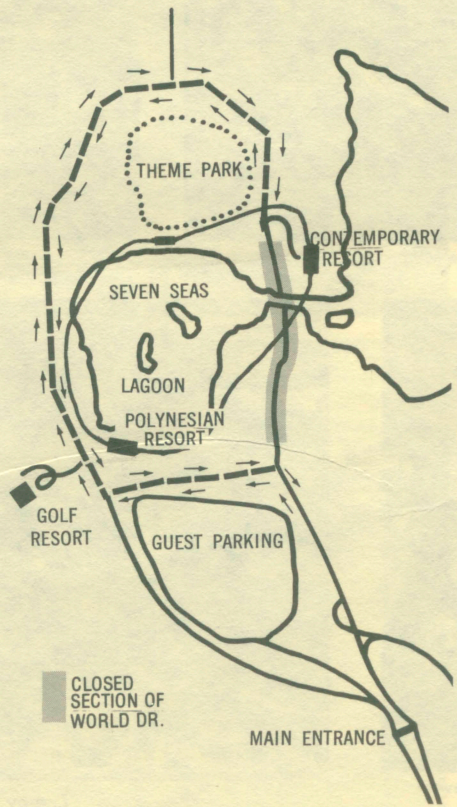 THEME PARK
CONTEMPORARY
RESORT
SEVEN SEAS
LAGOON
POLYNESIAN
RESORT
GOLF
RESORT
GUEST PARKING
CLOSED
SECTION OF
WORLD DR.
MAIN ENTRANCE